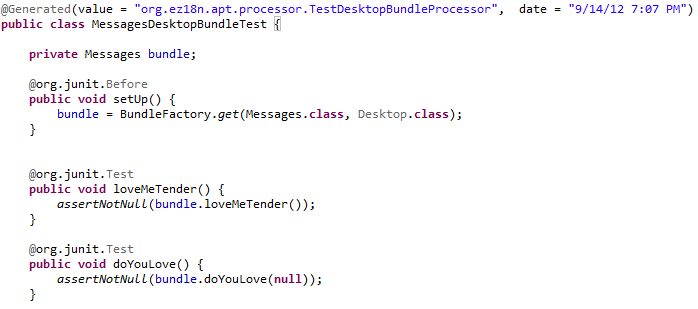 @Generated(value = "org.ez18n.apt.processor.TestDesktopBundleProcessor",  date = "9/14/12 7:07 PM")
public class MessagesDesktopBundleTest {
private Messages bundle;
@org.junit.Before
public void setUp() {
bundle = BundleFactory.get(Messages.class, Desktop.class);
}
@org.junit.Test
public void loveMeTender() {
assertNotNull(bundle.loveMeTender());
}
@org.junit.Test
public void doYouLove() {
assertNotNull(bundle.doYouLove(null));
}